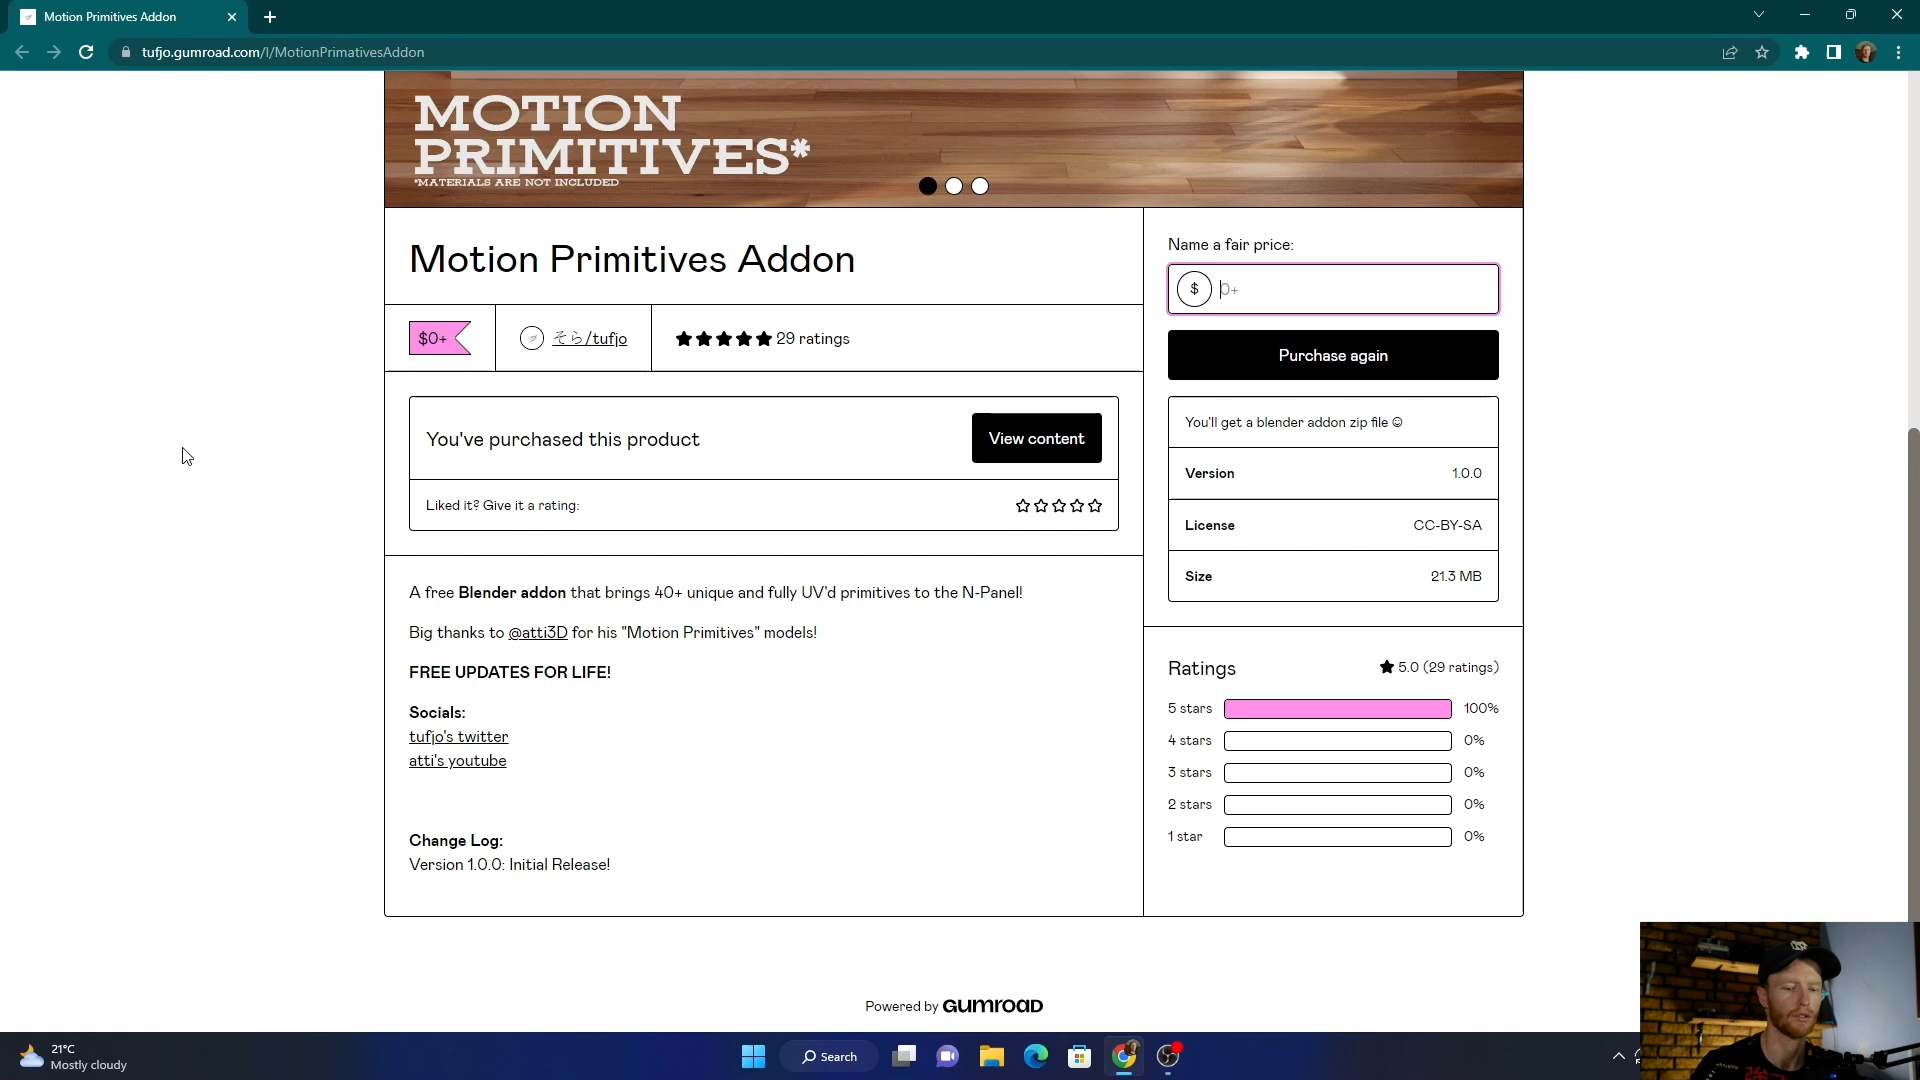 Motion Primitives Addon
tufjo.gumroad.com/l/MotionPrimativesAddon
MOTION
PRIMITIVES*
*MATERIALS ARE NOT INCLUDED
Motion Primitives Addon
$0+
そら/tufjo
29 ratings
You've purchased this product
View content
Liked it? Give it a rating:
A free Blender addon that brings 40+ unique and fully UV'd primitives to the N-Panel!
Big thanks to @atti3D for his "Motion Primitives" models!
FREE UPDATES FOR LIFE!
Socials:
tufjo's twitter
atti's youtube
Change Log:
Version 1.0.0: Initial Release!
Name a fair price:
$ 0+
Purchase again
You'll get a blender addon zip file ☺
Version 1.0.0
License CC-BY-SA
Size 21.3 MB
Ratings 5.0 (29 ratings)
5 stars 100%
4 stars 0%
3 stars 0%
2 stars 0%
1 star 0%
Powered by GUMROAD
21°C
Mostly cloudy
Search